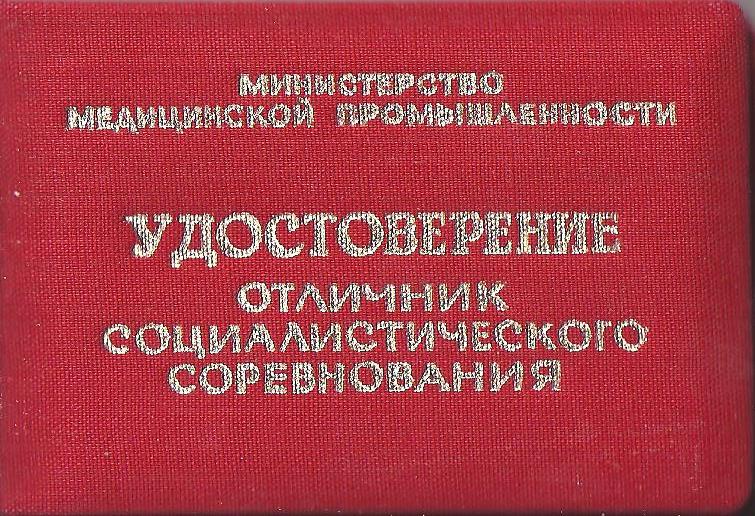 МИНИСТЕРСТВО
МЕДИЦИНСКОЙ ПРОМЫШЛЕННОСТИ
УДОСТОВЕРЕНИЕ
ОТЛИЧНИК
СОЦИАЛИСТИЧЕСКОГО
СОРЕВНОВАНИЯ